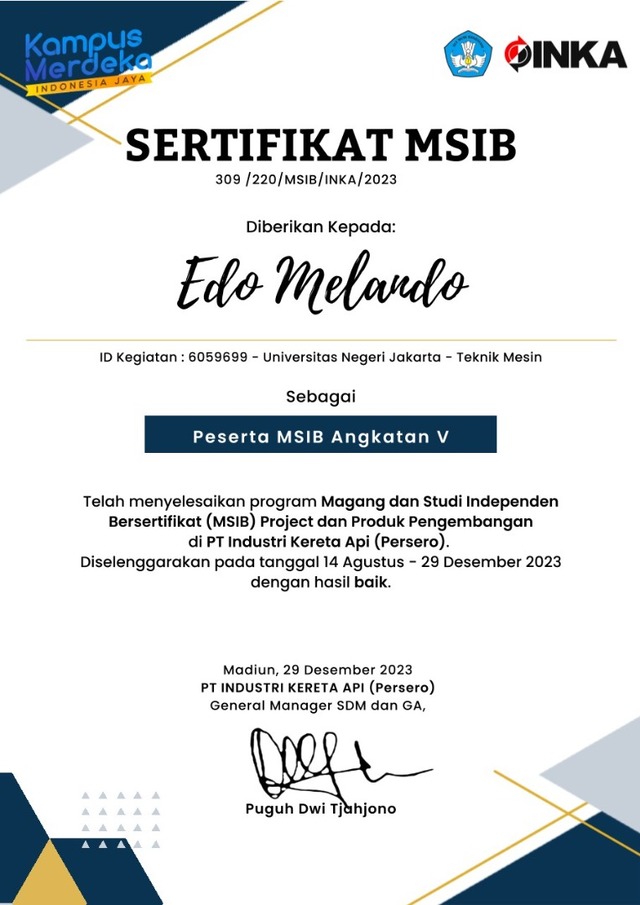 Kampus
Merdeka
INDONESIA JAYA
INKA
SERTIFIKAT MSIB
309 /220/MSIB/INKA/2023
Diberikan Kepada:
Edo Melando
ID Kegiatan : 6059699 - Universitas Negeri Jakarta - Teknik Mesin
Sebagai
Peserta MSIB Angkatan V
Telah menyelesaikan program Magang dan Studi Independen
Bersertifikat (MSIB) Project dan Produk Pengembangan
di PT Industri Kereta Api (Persero).
Diselenggarakan pada tanggal 14 Agustus - 29 Desember 2023
dengan hasil baik.
Madiun, 29 Desember 2023
PT INDUSTRI KERETA API (Persero)
General Manager SDM dan GA,
Puguh Dwi Tjahjono